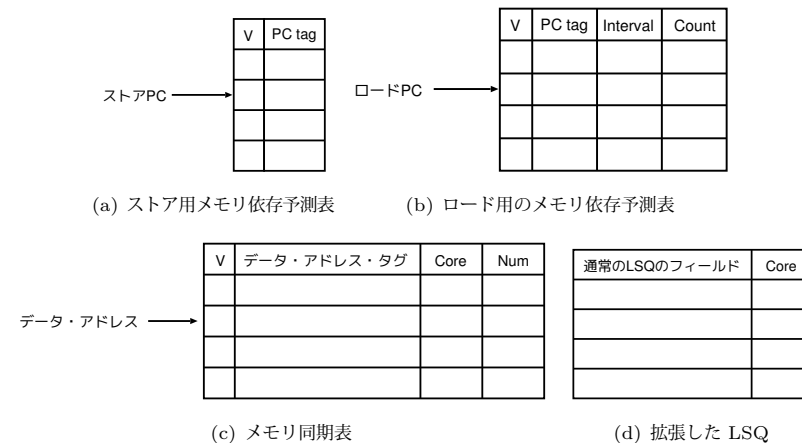 V PC tag
ストアPC
V PC tag Interval Count
ロードPC
(a) ストア用メモリ依存予測表
(b) ロード用のメモリ依存予測表
V データ・アドレス・タグ Core Num
データ・アドレス
通常のLSQのフィールド Core
(c) メモリ同期表
(d) 拡張した LSQ